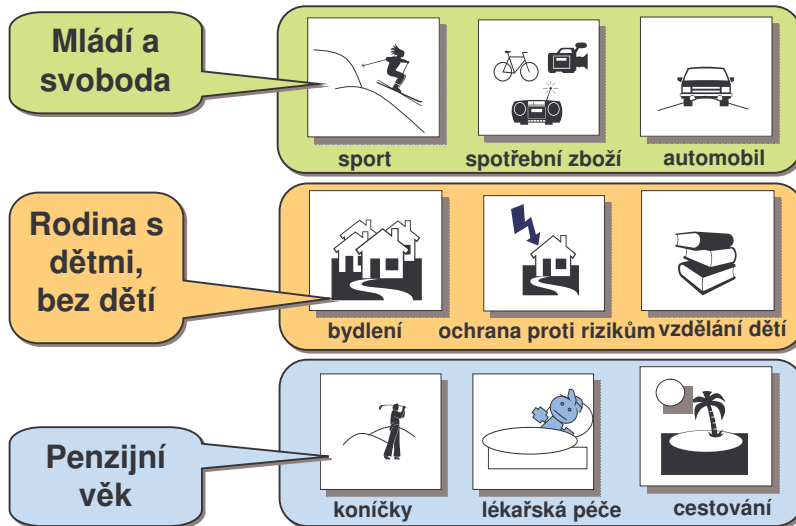 Mládí a
svoboda
sport
spotřební zboží
automobil
Rodina s
dětmi,
bez dětí
bydlení
ochrana proti rizikům
vzdělání dětí
Penzijní
věk
koníčky
lékařská péče
cestování